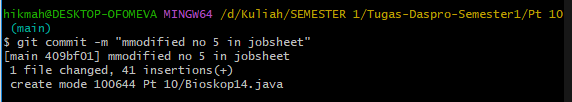 hikmah@DESKTOP-OFOMEVA MINGW64 /d/Kuliah/SEMESTER 1/Tugas-Daspro-Semester1/Pt 10
(main)
$ git commit -m "mmodified no 5 in jobsheet"
[main 409bf01] mmodified no 5 in jobsheet
1 file changed, 41 insertions(+)
create mode 100644 Pt 10/Bioskop14.java